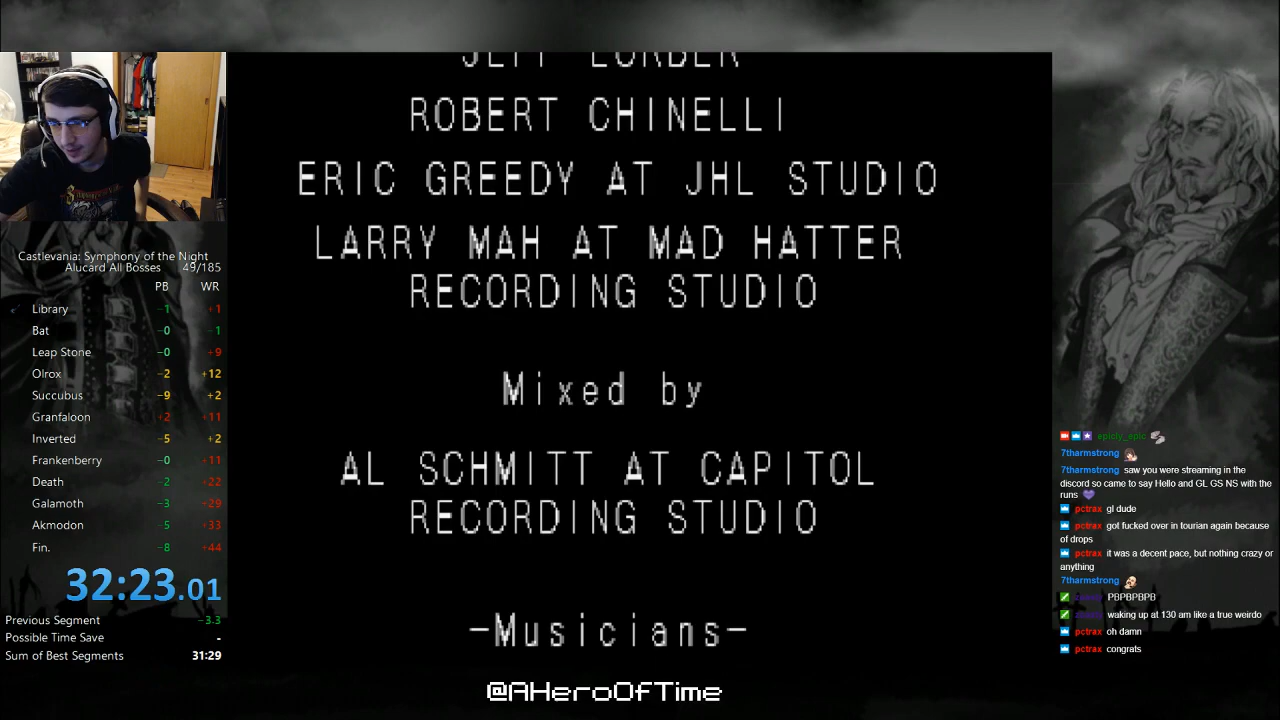 ROBERT CHINELLI
ERIC GREEDY AT JHL STUDIO
LARRY MAH AT MAD HATTER
RECORDING STUDIO
Mixed by
AL SCHMITT AT CAPITOL
RECORDING STUDIO
-Musicians-
Castlevania: Symphony of the Night
Alucard All Bosses 49/185
PB WR
Library -1 +1
Bat -0 -1
Leap Stone -0 +9
Olrox -2 +12
Succubus -9 +2
Granfaloon +2 +11
Inverted -5 +2
Frankenberry -0 +11
Death -2 +22
Galamoth -3 +29
Akmodon -5 +33
Fin. -8 +44
32:23.01
Previous Segment -3.3
Possible Time Save -
Sum of Best Segments 31:29
epicly_epic
7tharmstrong
7tharmstrong saw you were streaming in the
discord so came to say Hello and GL GS NS with the
runs
pctrax gl dude
pctrax got fucked over in tourian again because
of drops
pctrax it was a decent pace, but nothing crazy or
anything
7tharmstrong
PBPBPBPB
waking up at 130 am like a true weirdo
pctrax oh damn
pctrax congrats
@AHeroOfTime